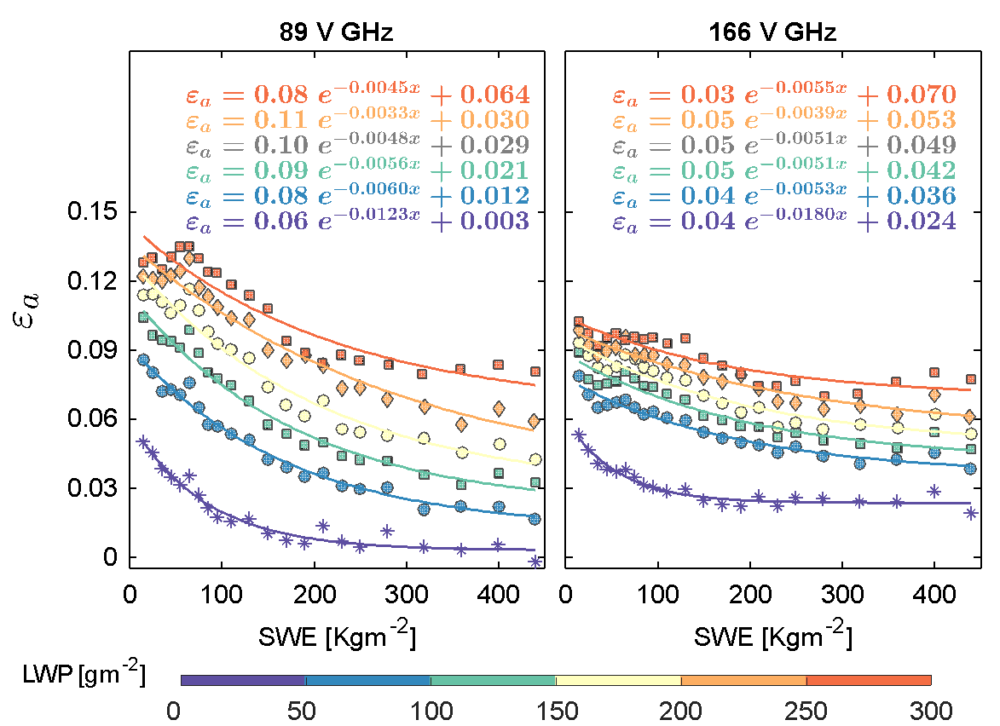 89 V GHz
166 V GHz
εₐ = 0.08 e^{-0.0045x} + 0.064
εₐ = 0.11 e^{-0.0033x} + 0.030
εₐ = 0.10 e^{-0.0048x} + 0.029
εₐ = 0.09 e^{-0.0056x} + 0.021
εₐ = 0.08 e^{-0.0060x} + 0.012
εₐ = 0.06 e^{-0.0123x} + 0.003
εₐ = 0.03 e^{-0.0055x} + 0.070
εₐ = 0.05 e^{-0.0039x} + 0.053
εₐ = 0.05 e^{-0.0051x} + 0.049
εₐ = 0.05 e^{-0.0051x} + 0.042
εₐ = 0.04 e^{-0.0053x} + 0.036
εₐ = 0.04 e^{-0.0180x} + 0.024
0.15
0.12
0.09
0.06
0.03
0
εₐ
0 100 200 300 400
0 100 200 300 400
SWE [Kgm⁻²]
SWE [Kgm⁻²]
LWP [gm⁻²]
0 50 100 150 200 250 300